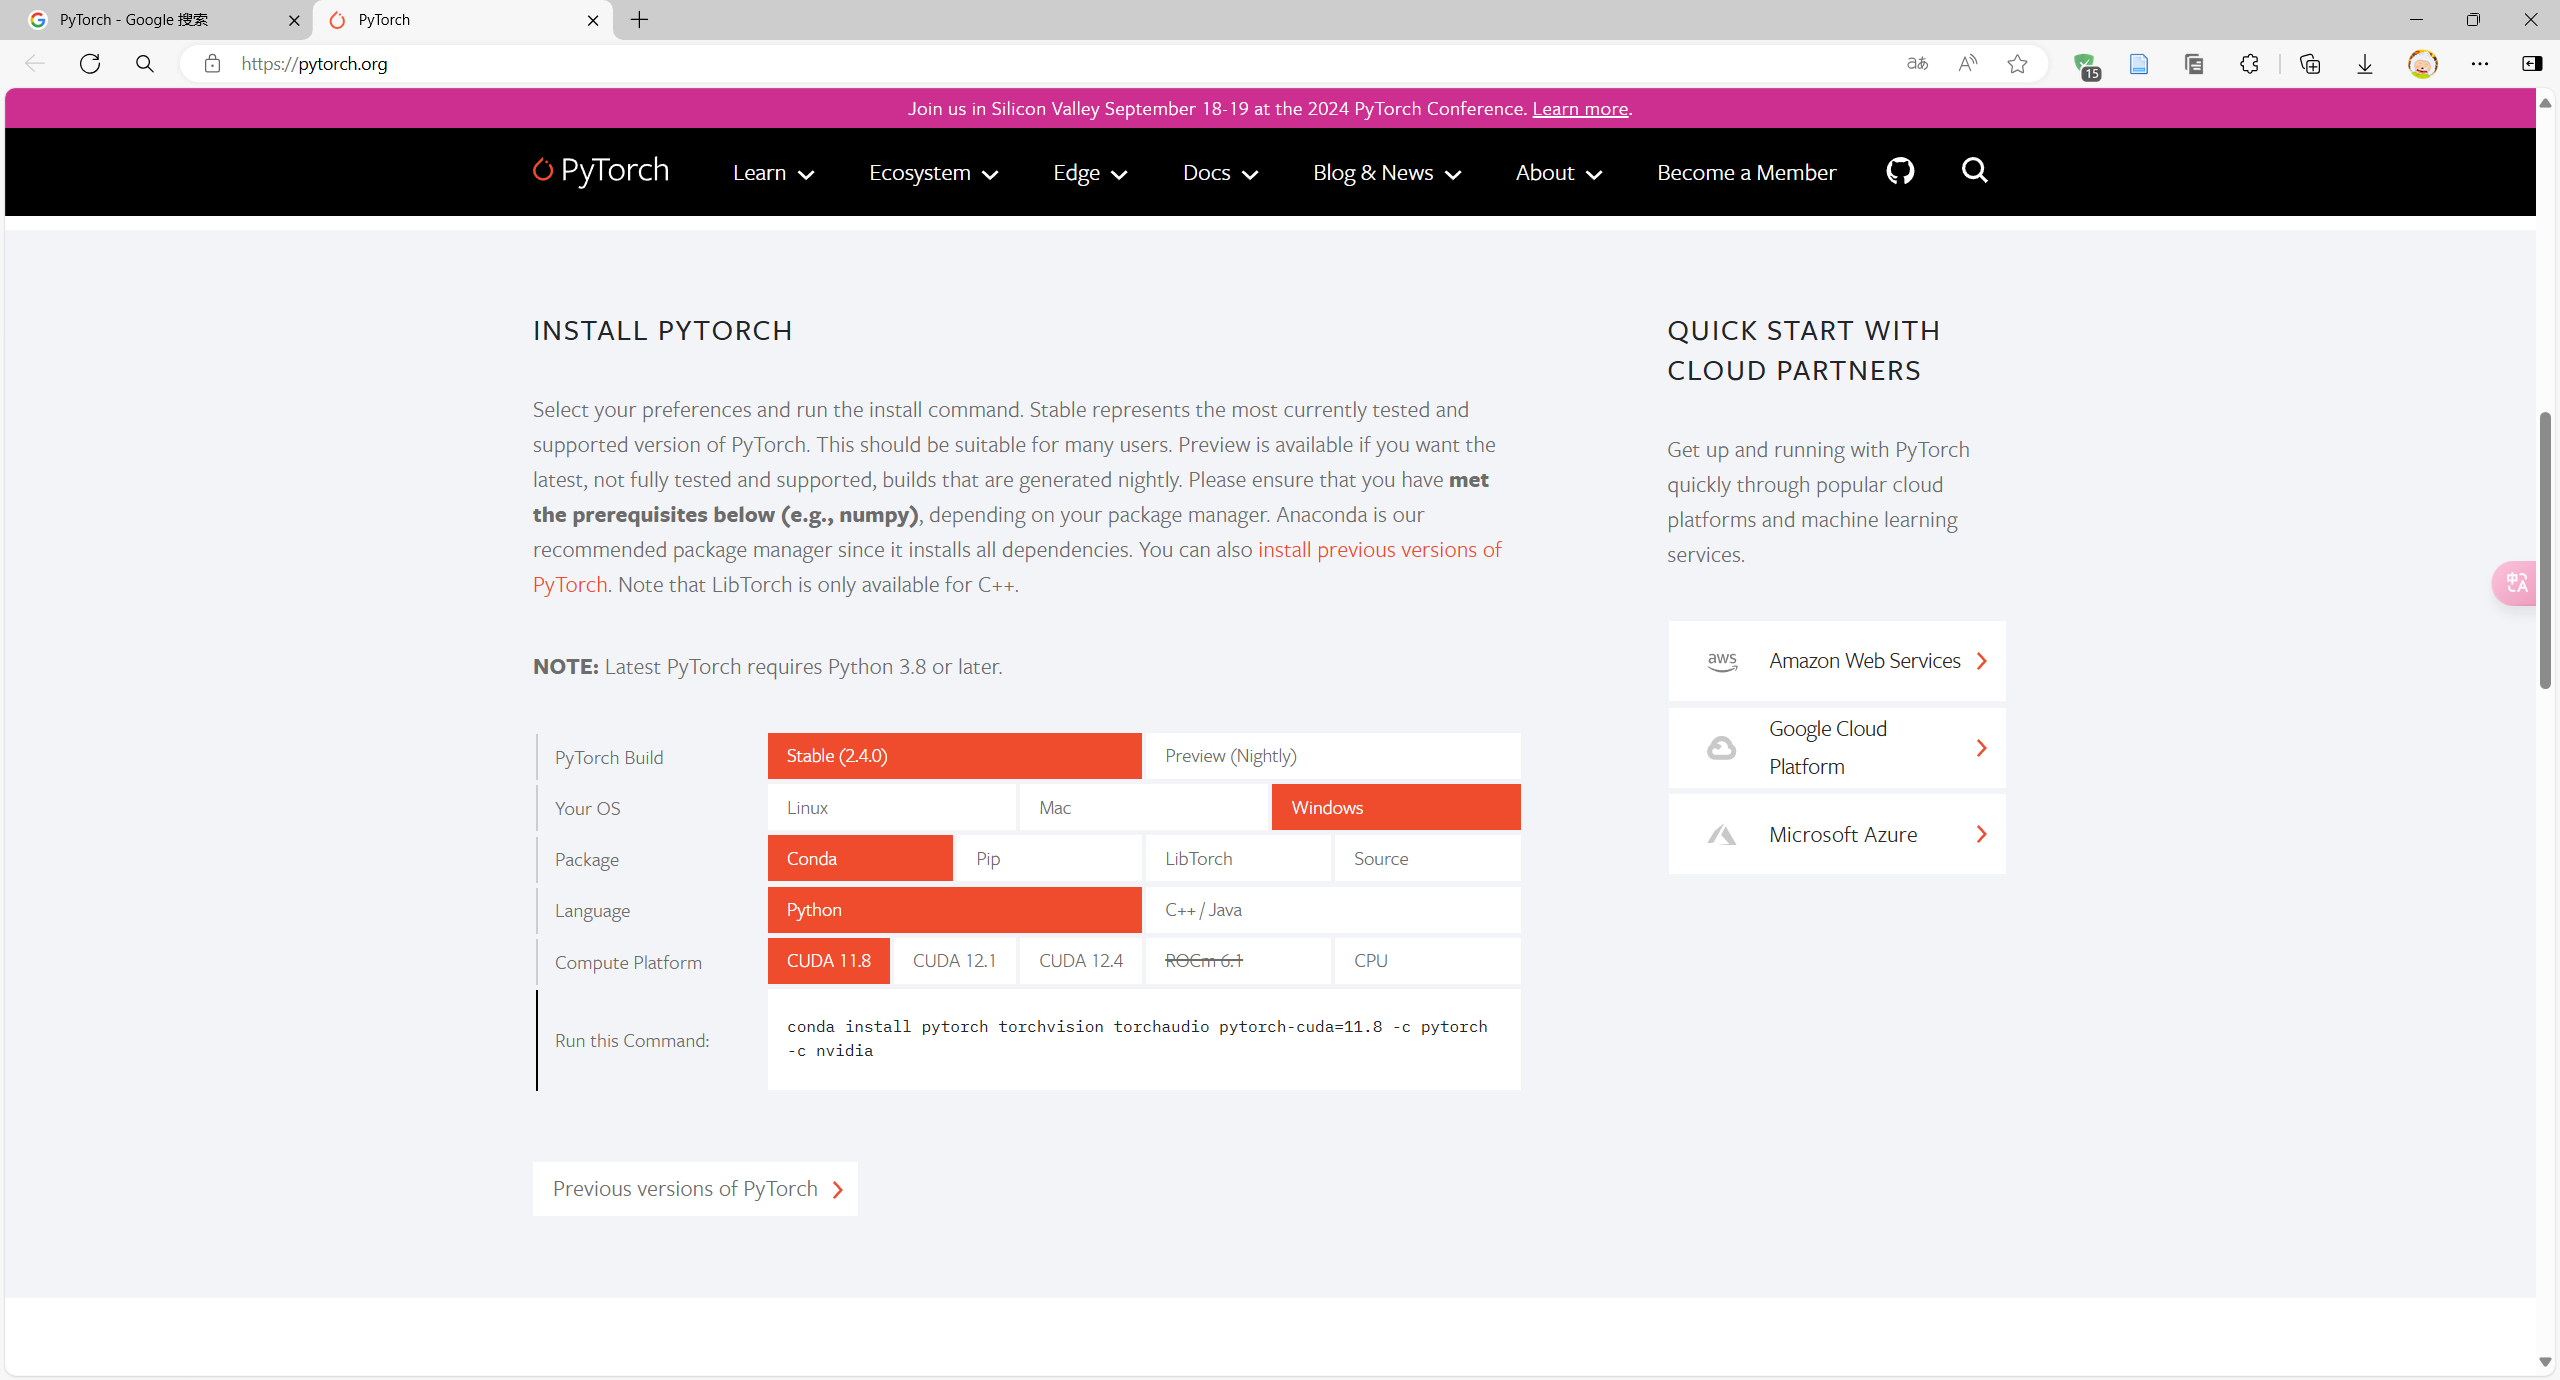 PyTorch - Google 搜索
PyTorch
https://pytorch.org
aあ
A
15
Join us in Silicon Valley September 18-19 at the 2024 PyTorch Conference. Learn more.
PyTorch
Learn
Ecosystem
Edge
Docs
Blog & News
About
Become a Member
INSTALL PYTORCH
Select your preferences and run the install command. Stable represents the most currently tested and
supported version of PyTorch. This should be suitable for many users. Preview is available if you want the
latest, not fully tested and supported, builds that are generated nightly. Please ensure that you have met
the prerequisites below (e.g., numpy), depending on your package manager. Anaconda is our
recommended package manager since it installs all dependencies. You can also install previous versions of
PyTorch. Note that LibTorch is only available for C++.
NOTE: Latest PyTorch requires Python 3.8 or later.
PyTorch Build
Stable (2.4.0)
Preview (Nightly)
Your OS
Linux
Mac
Windows
Package
Conda
Pip
LibTorch
Source
Language
Python
C++ / Java
Compute Platform
CUDA 11.8
CUDA 12.1
CUDA 12.4
ROCm 6.1
CPU
Run this Command:
conda install pytorch torchvision torchaudio pytorch-cuda=11.8 -c pytorch
-c nvidia
Previous versions of PyTorch
QUICK START WITH
CLOUD PARTNERS
Get up and running with PyTorch
quickly through popular cloud
platforms and machine learning
services.
aws
Amazon Web Services
Google Cloud
Platform
Microsoft Azure
中A